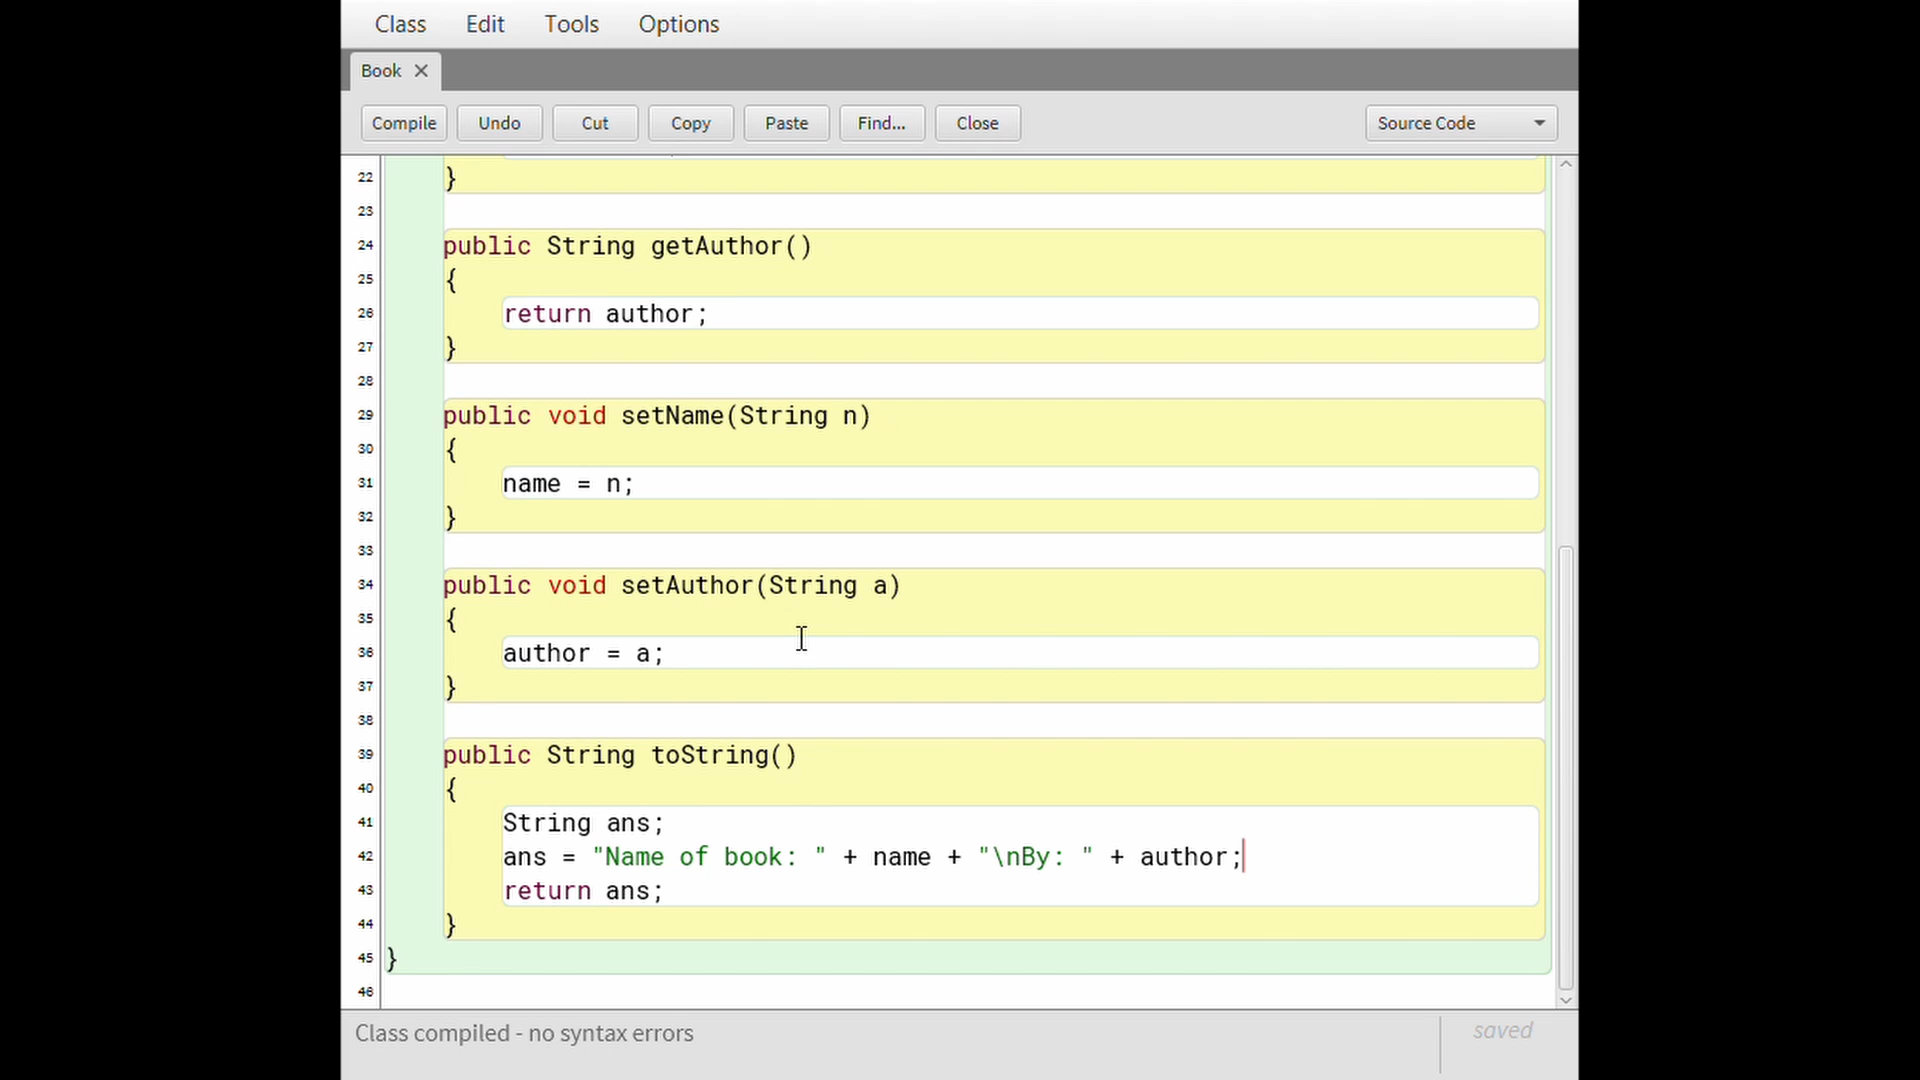 Class Edit Tools Options
Book
Compile Undo Cut Copy Paste Find... Close Source Code
22 }
23
24 public String getAuthor()
25 {
26 return author;
27 }
28
29 public void setName(String n)
30 {
31 name = n;
32 }
33
34 public void setAuthor(String a)
35 {
36 author = a;
37 }
38
39 public String toString()
40 {
41 String ans;
42 ans = "Name of book: " + name + "\nBy: " + author;
43 return ans;
44 }
45 }
46
Class compiled - no syntax errors
saved